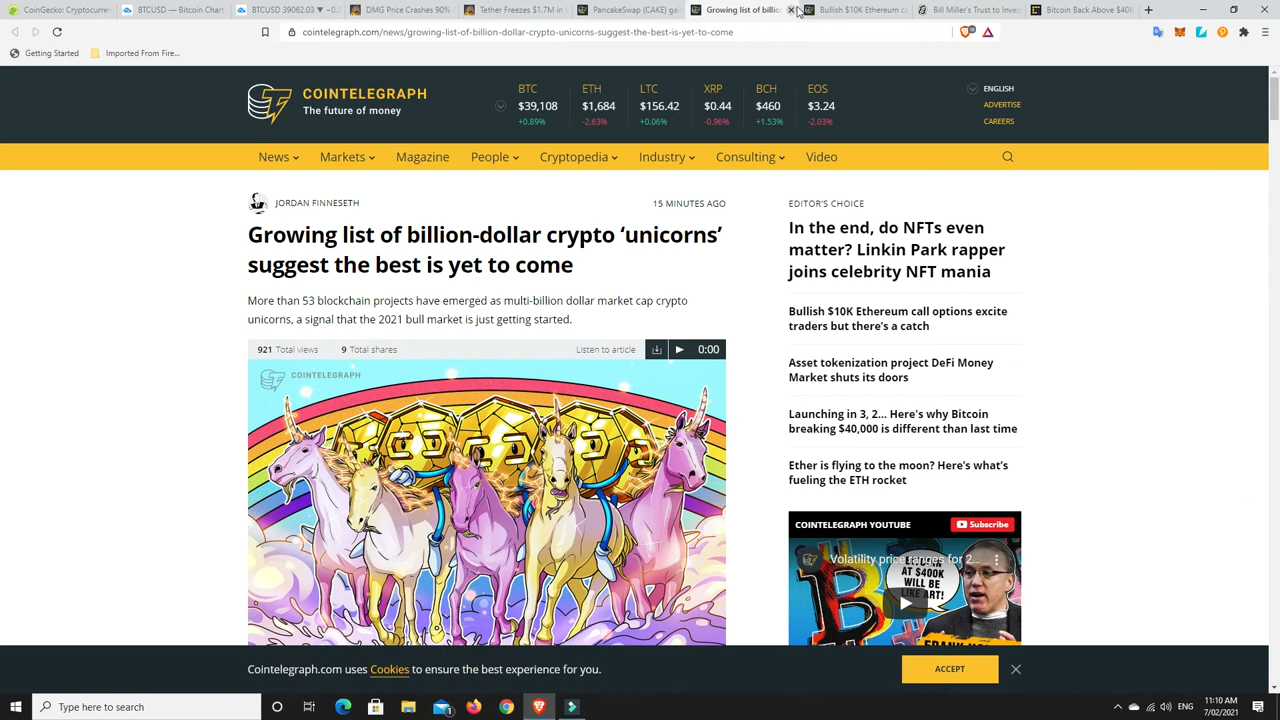 CoinGecko: Cryptocurren
BTCUSD — Bitcoin Chart
BTCUSD 39062.03 ▼ −0.
DMG Price Crashes 90%
Tether Freezes $1.7M in
PancakeSwap (CAKE) ga
Growing list of billion
Bullish $10K Ethereum ca
Bill Miller's Trust to Invest
Bitcoin Back Above $40K
cointelegraph.com/news/growing-list-of-billion-dollar-crypto-unicorns-suggest-the-best-is-yet-to-come
Getting Started
Imported From Fire...
COINTELEGRAPH
The future of money
BTC ETH LTC XRP BCH EOS
$39,108 $1,684 $156.42 $0.44 $460 $3.24
+0.89% -2.63% +0.06% -0.96% +1.53% -2.03%
ENGLISH
ADVERTISE
CAREERS
News Markets Magazine People Cryptopedia Industry Consulting Video
JORDAN FINNESETH
15 MINUTES AGO
Growing list of billion-dollar crypto ‘unicorns’
suggest the best is yet to come
More than 53 blockchain projects have emerged as multi-billion dollar market cap crypto
unicorns, a signal that the 2021 bull market is just getting started.
921 Total views 9 Total shares Listen to article 0:00
COINTELEGRAPH
EDITOR'S CHOICE
In the end, do NFTs even
matter? Linkin Park rapper
joins celebrity NFT mania
Bullish $10K Ethereum call options excite
traders but there’s a catch
Asset tokenization project DeFi Money
Market shuts its doors
Launching in 3, 2... Here's why Bitcoin
breaking $40,000 is different than last time
Ether is flying to the moon? Here’s what’s
fueling the ETH rocket
COINTELEGRAPH YOUTUBE
Subscribe
Volatility price ranges for 2...
AT $400K
WILL BE
LIKE ART!
Cointelegraph.com uses Cookies to ensure the best experience for you.
ACCEPT
Type here to search
ENG
11:10 AM
7/02/2021